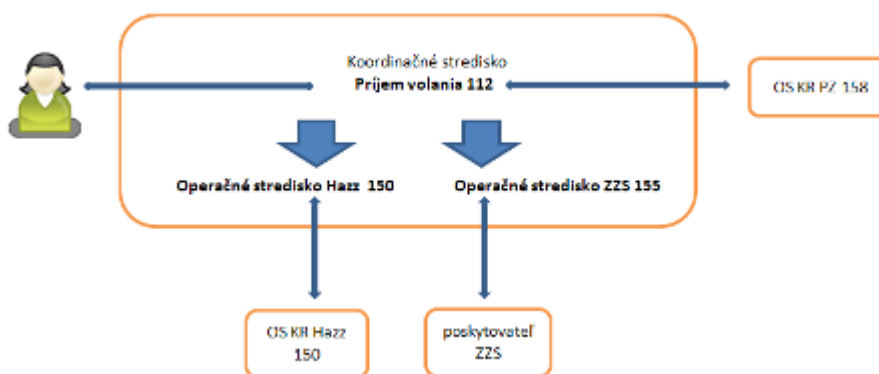 Koordinačné stredisko
Príjem volania 112
OS KR PZ 158
Operačné stredisko Hazz 150
Operačné stredisko ZZS 155
OS KR Hazz
150
poskytovateľ
ZZS